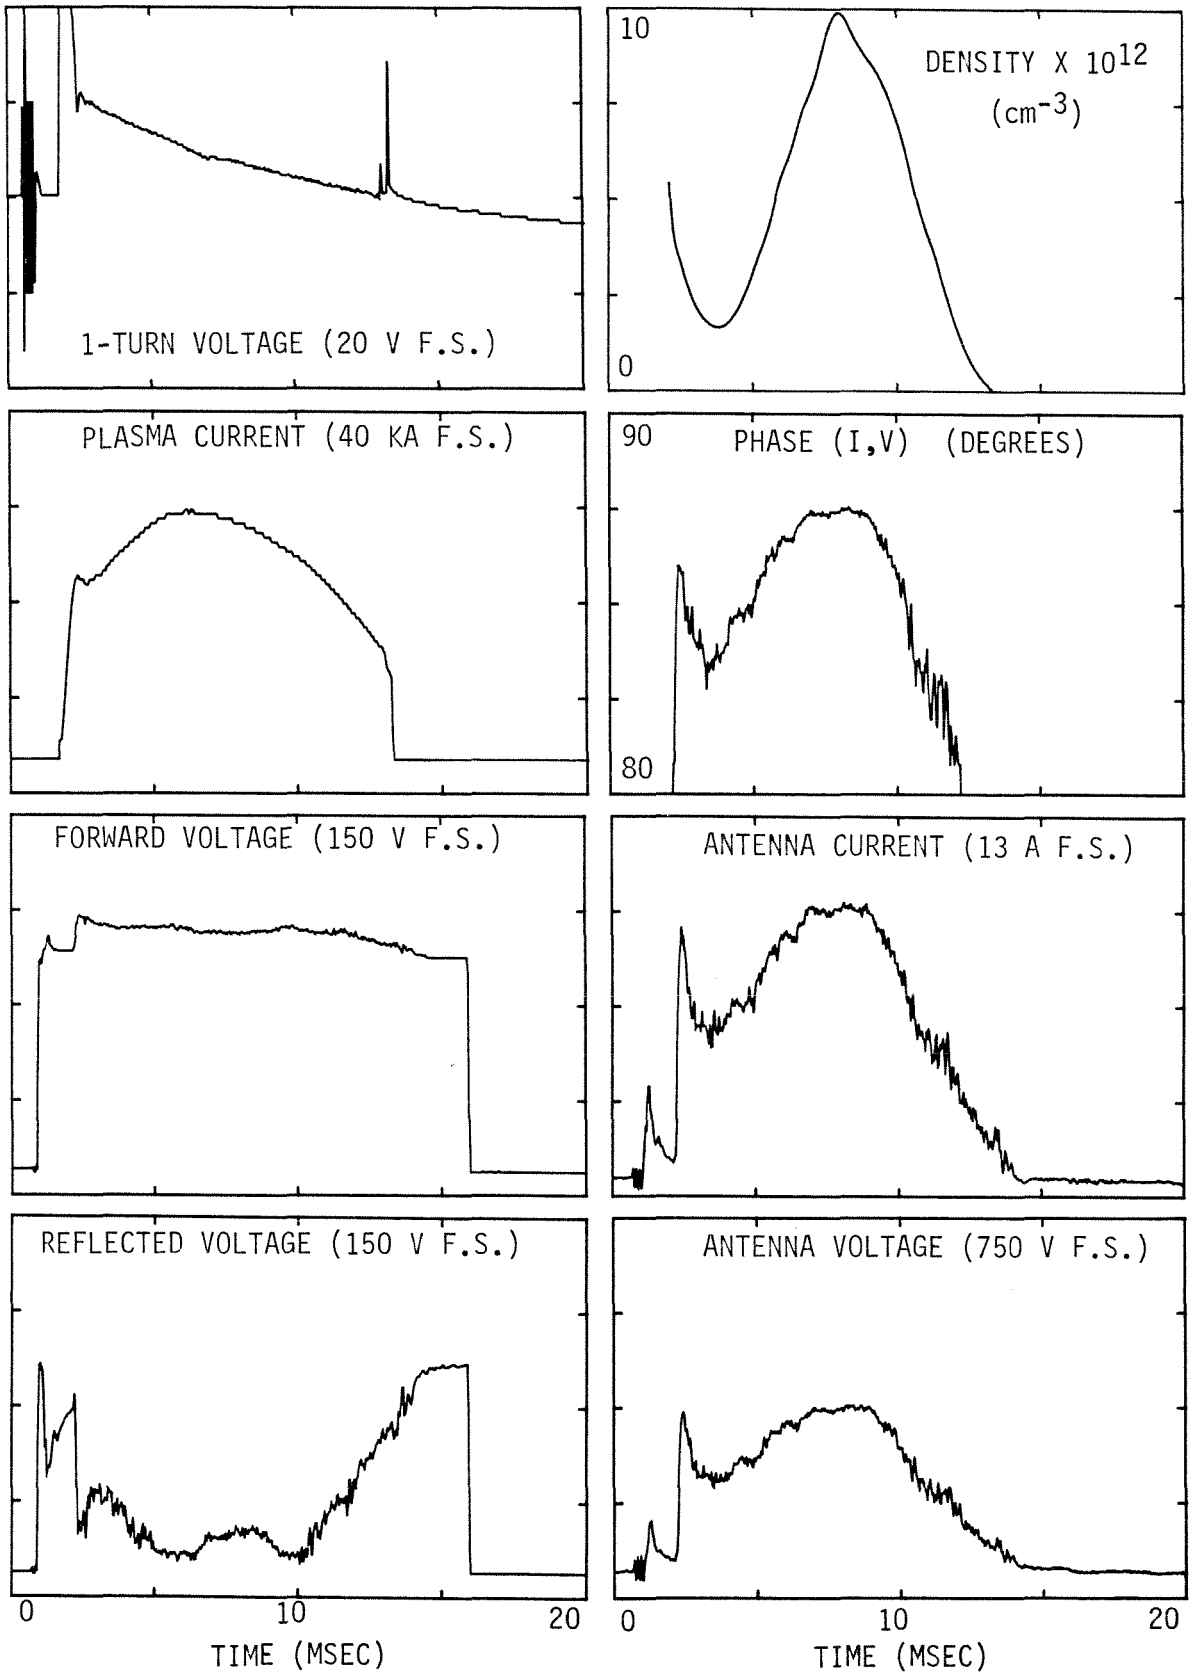 1-TURN VOLTAGE (20 V F.S.)
10
DENSITY X 10¹²
(cm⁻³)
0
PLASMA CURRENT (40 KA F.S.)
90
PHASE (I,V) (DEGREES)
80
FORWARD VOLTAGE (150 V F.S.)
ANTENNA CURRENT (13 A F.S.)
REFLECTED VOLTAGE (150 V F.S.)
0 10 20
TIME (MSEC)
ANTENNA VOLTAGE (750 V F.S.)
0 10 20
TIME (MSEC)